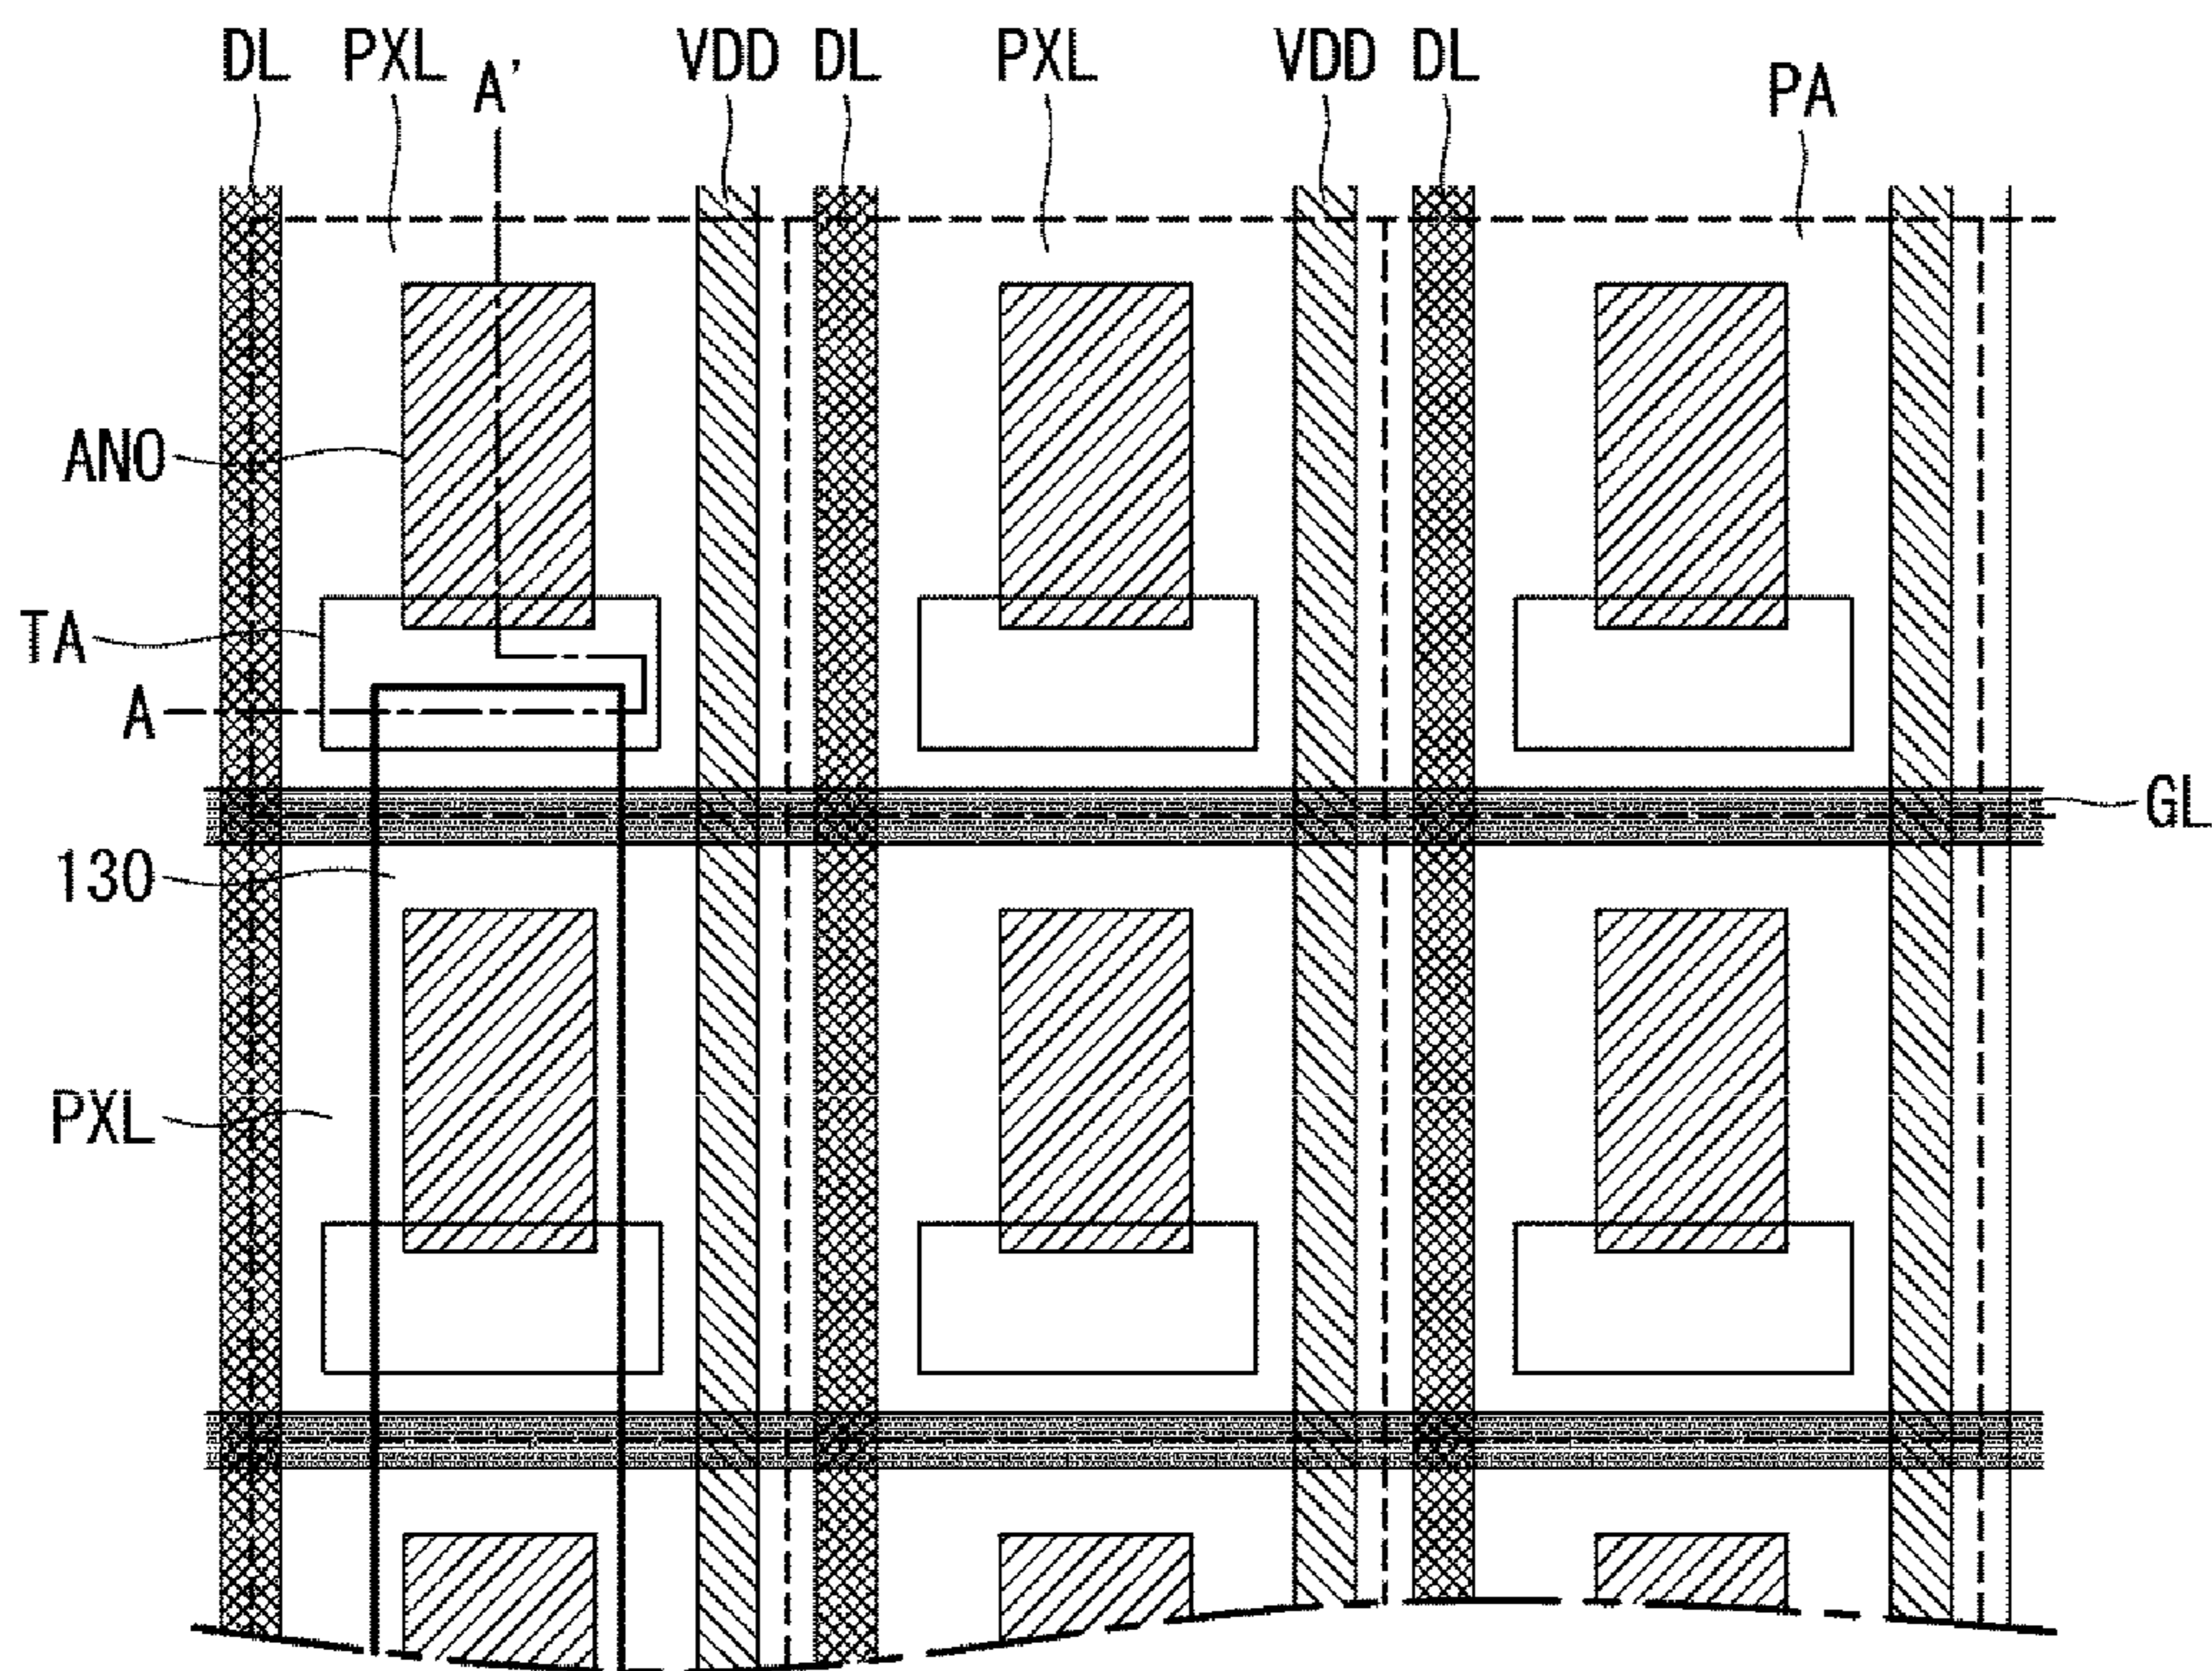 DL PXL A' VDD DL PXL VDD DL PA
ANO
TA
A
GL
130
PXL